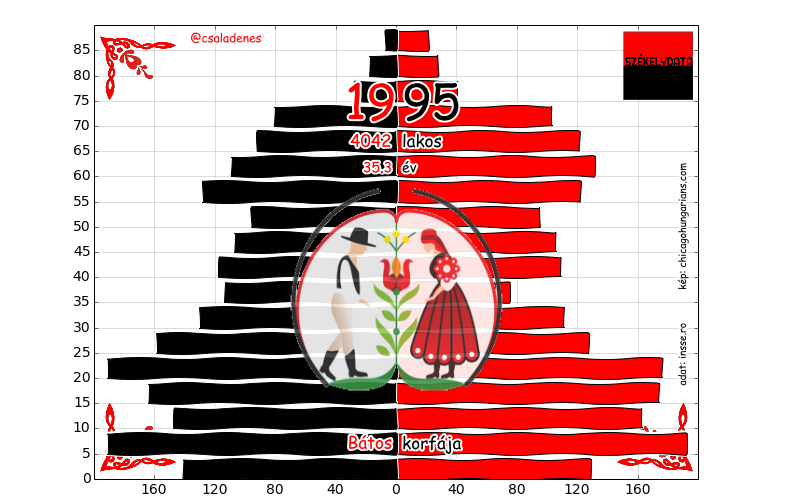 @csaladenes
SZÉKELYDATA
1995
4042 lakos
35.3 év
kép: chicagohungarians.com
adat: insse.ro
Bátos korfája
85
80
75
70
65
60
55
50
45
40
35
30
25
20
15
10
5
0
160 120 80 40 0 40 80 120 160